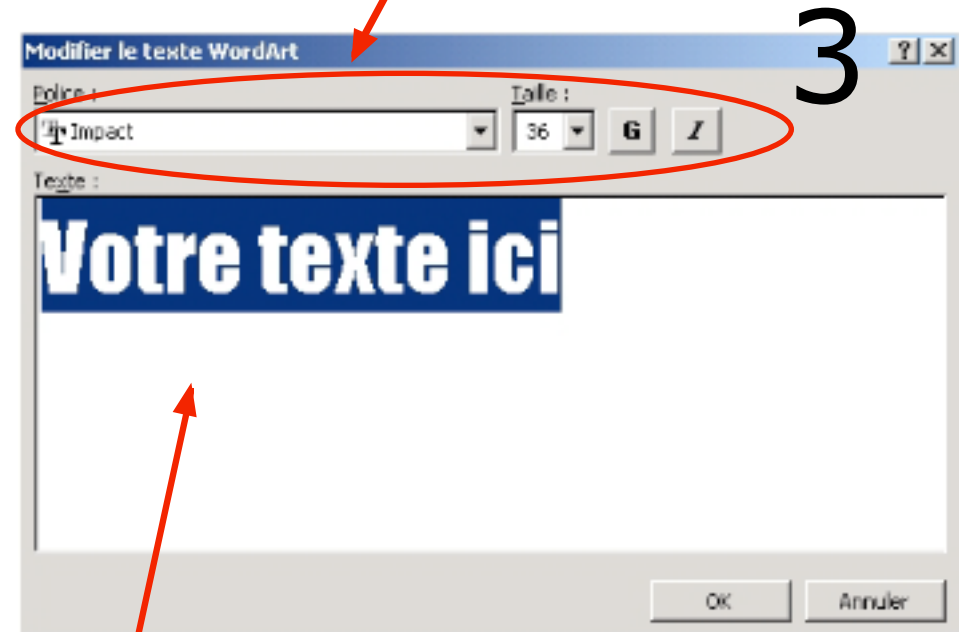 3
Modifier le texte WordArt
Police : Taille :
Impact 36 G I
Texte :
Votre texte ici
OK Annuler